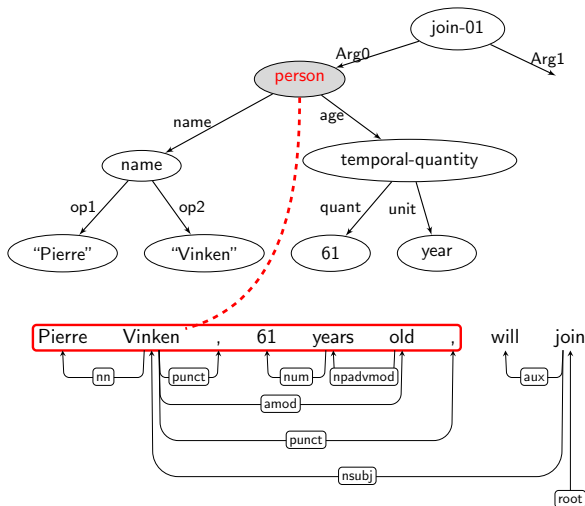 join-01
Arg0 Arg1
person
name age
name temporal-quantity
op1 op2 quant unit
“Pierre” “Vinken” 61 year
Pierre Vinken , 61 years old , will join
nn punct num npadvmod aux
amod
punct
nsubj
root